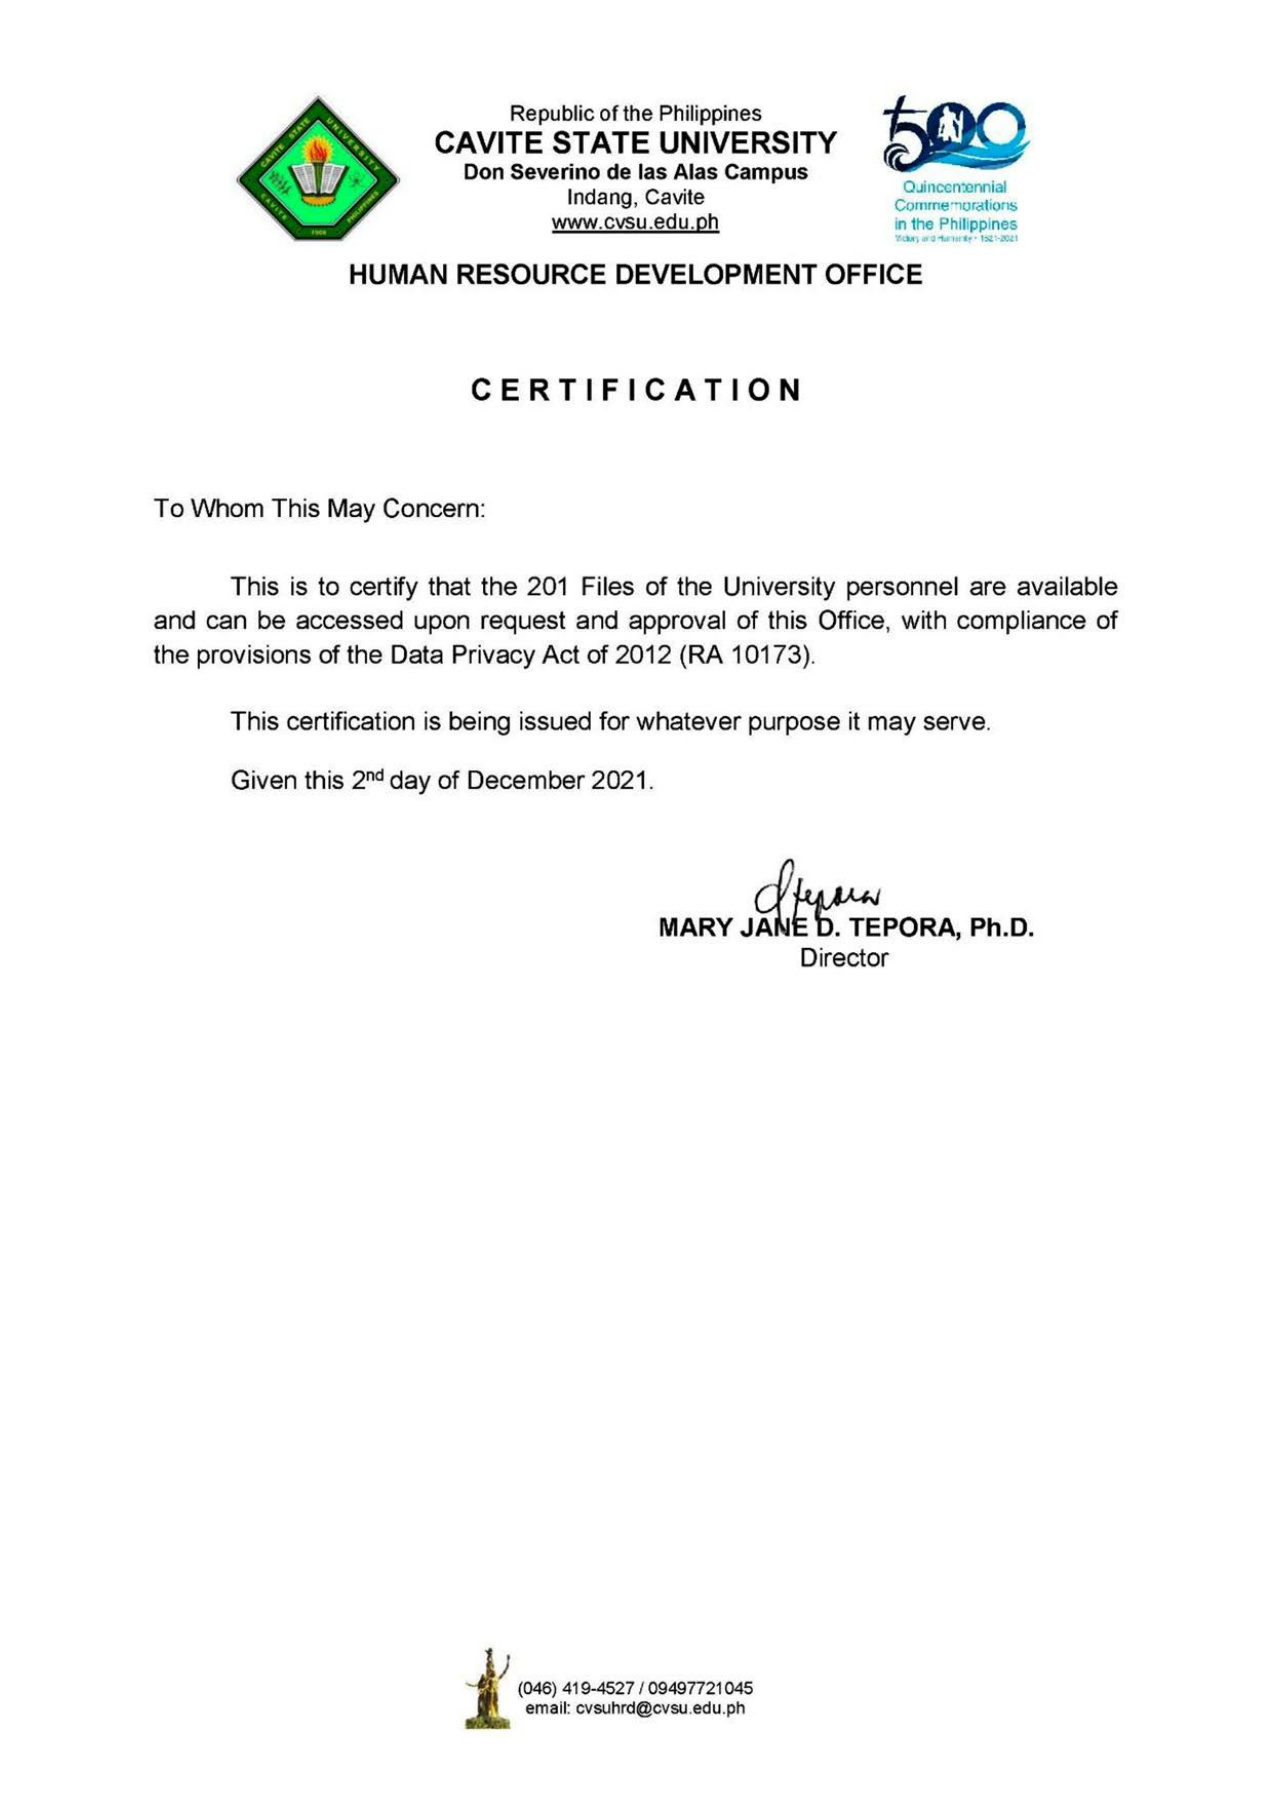 Republic of the Philippines
CAVITE STATE UNIVERSITY
Don Severino de las Alas Campus
Indang, Cavite
www.cvsu.edu.ph
CAVITE STATE UNIVERSITY
CAVITE PHILIPPINES
1906
500
Quincentennial
Commemorations
in the Philippines
Victory and Humanity • 1521-2021
HUMAN RESOURCE DEVELOPMENT OFFICE
CERTIFICATION
To Whom This May Concern:
This is to certify that the 201 Files of the University personnel are available
and can be accessed upon request and approval of this Office, with compliance of
the provisions of the Data Privacy Act of 2012 (RA 10173).
This certification is being issued for whatever purpose it may serve.
Given this 2nd day of December 2021.
MARY JANE D. TEPORA, Ph.D.
Director
(046) 419-4527 / 09497721045
email: cvsuhrd@cvsu.edu.ph